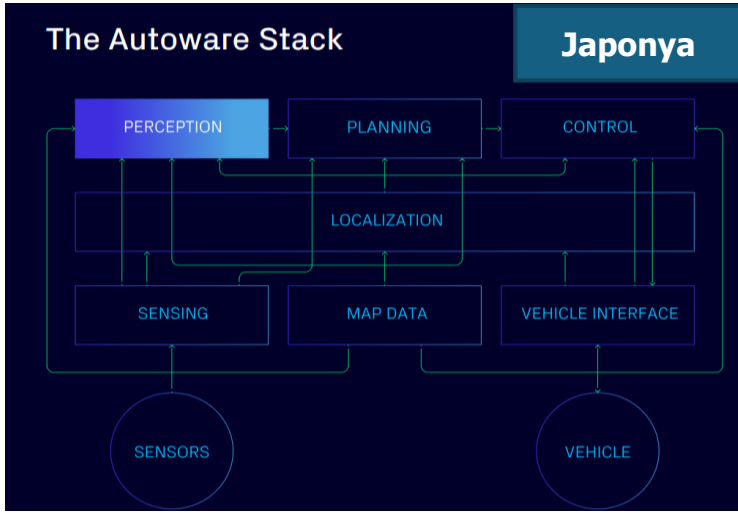 The Autoware Stack
Japonya
PERCEPTION
PLANNING
CONTROL
LOCALIZATION
SENSING
MAP DATA
VEHICLE INTERFACE
SENSORS
VEHICLE